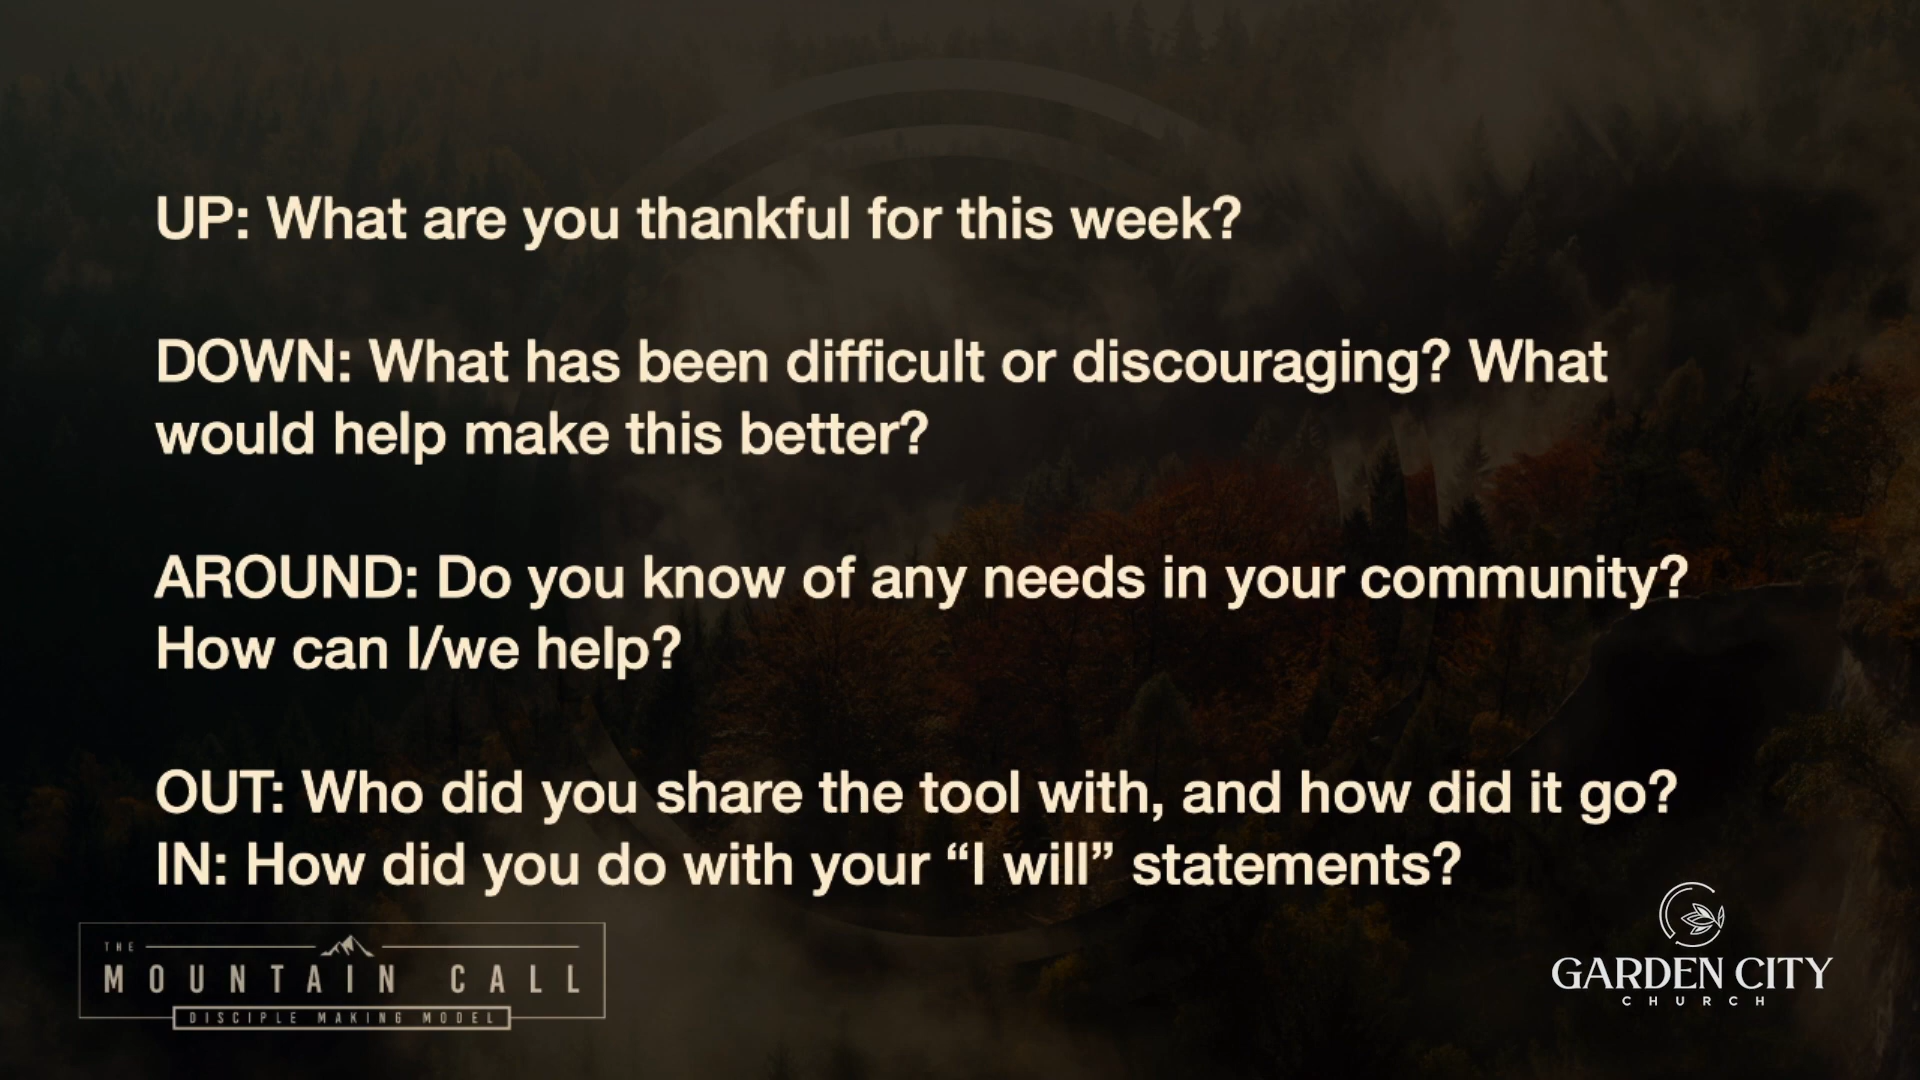 UP: What are you thankful for this week?
DOWN: What has been difficult or discouraging? What
would help make this better?
AROUND: Do you know of any needs in your community?
How can I/we help?
OUT: Who did you share the tool with, and how did it go?
IN: How did you do with your “I will” statements?
THE
MOUNTAIN CALL
DISCIPLE MAKING MODEL
GARDEN CITY
CHURCH